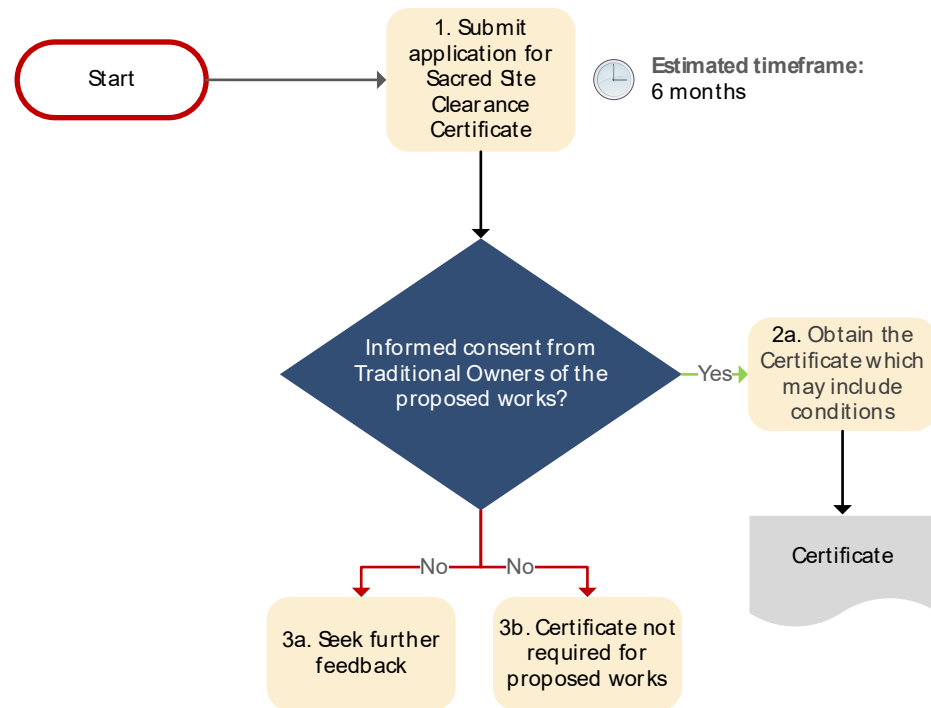 Start
1. Submit
application for
Sacred Site
Clearance
Certificate
Estimated timeframe:
6 months
Informed consent from
Traditional Owners of the
proposed works?
Yes
2a. Obtain the
Certificate which
may include
conditions
Certificate
No
No
3a. Seek further
feedback
3b. Certificate not
required for
proposed works